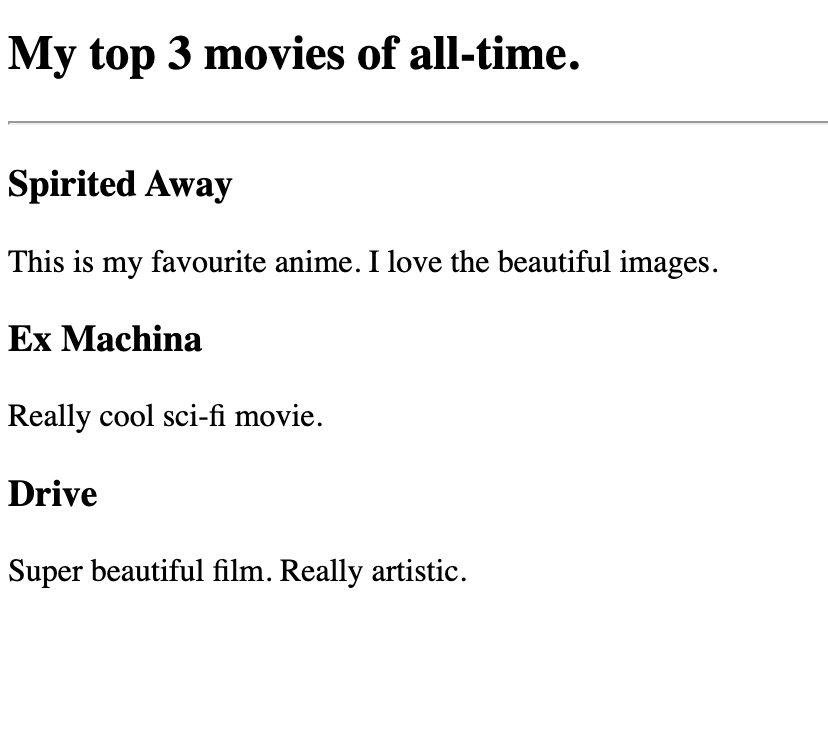 My top 3 movies of all-time.
Spirited Away
This is my favourite anime. I love the beautiful images.
Ex Machina
Really cool sci-fi movie.
Drive
Super beautiful film. Really artistic.